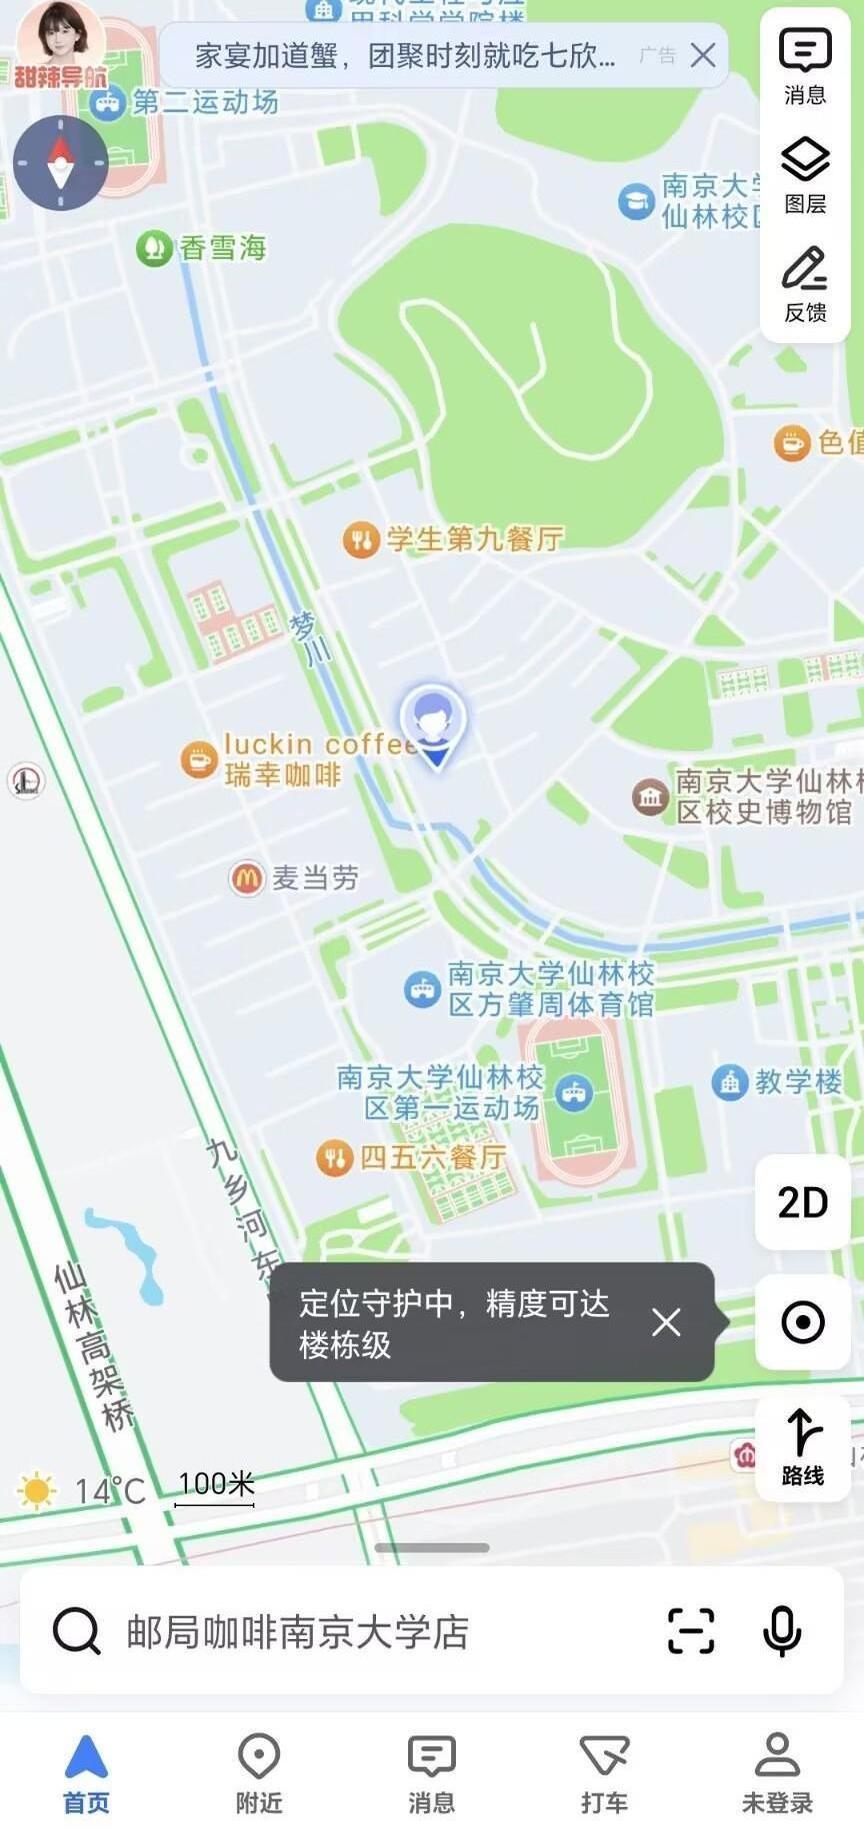 家宴加道蟹，团聚时刻就吃七欣...
广告
甜辣导航
消息
第二运动场
图层
南京大学
仙林校区
香雪海
反馈
色值
学生第九餐厅
梦川
luckin coffee
瑞幸咖啡
南京大学仙林校
区校史博物馆
麦当劳
南京大学仙林校
区方肇周体育馆
南京大学仙林校
区第一运动场
教学楼
四五六餐厅
九乡河东
2D
仙林高架桥
定位守护中，精度可达
楼栋级
路线
14°C
100米
邮局咖啡南京大学店
首页
附近
消息
打车
未登录